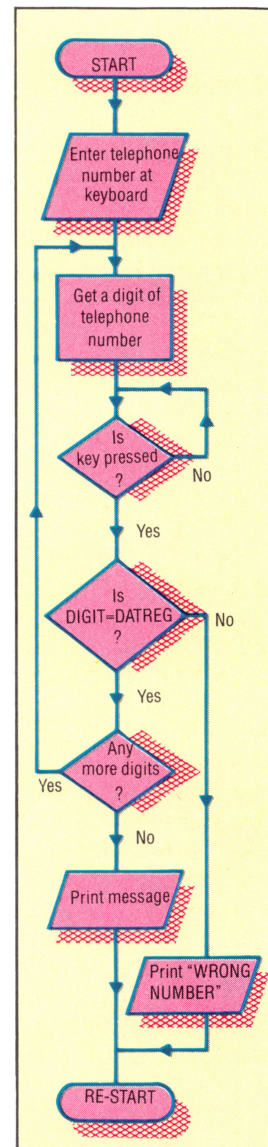 START
Enter telephone
number at
keyboard
Get a digit of
telephone
number
Is
key pressed
?
No
Yes
Is
DIGIT=DATREG
?
No
Yes
Any
more digits
?
Yes
No
Print message
Print "WRONG
NUMBER"
RE-START